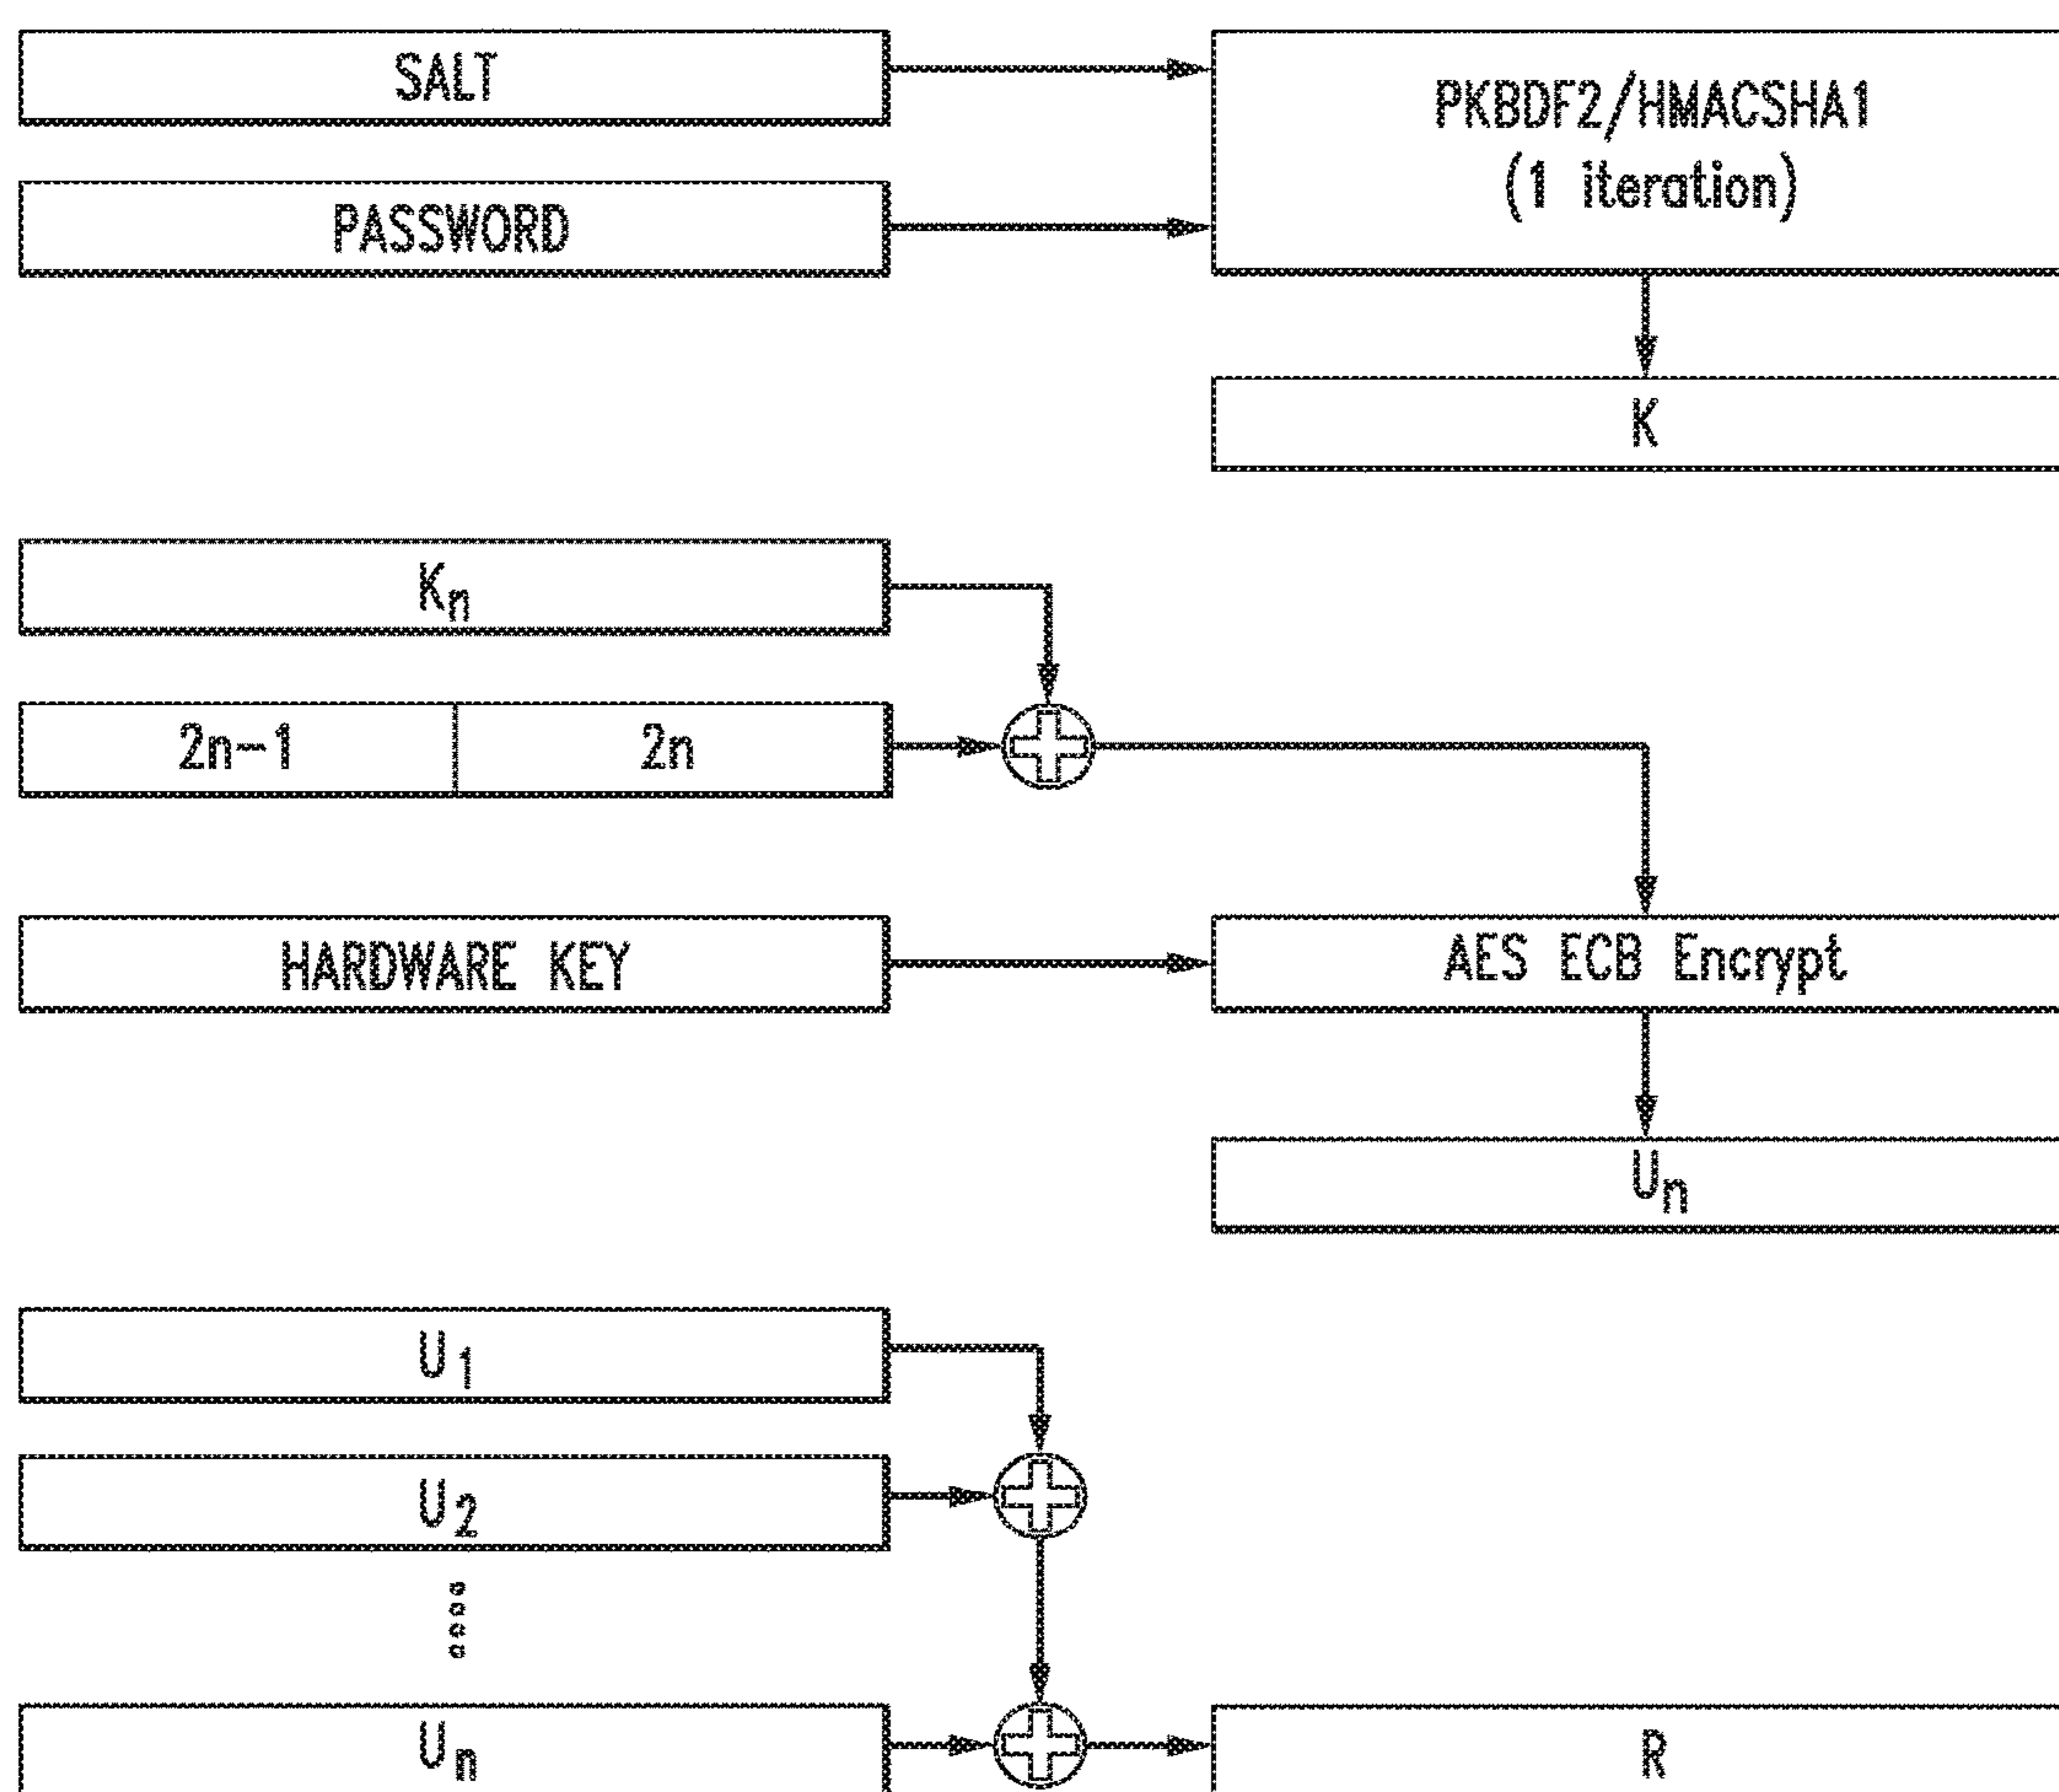 SALT
PKBDF2/HMACSHA1
(1 iteration)
PASSWORD
K
Kn
2n-1 2n
HARDWARE KEY
AES ECB Encrypt
Un
U1
U2
Un
R